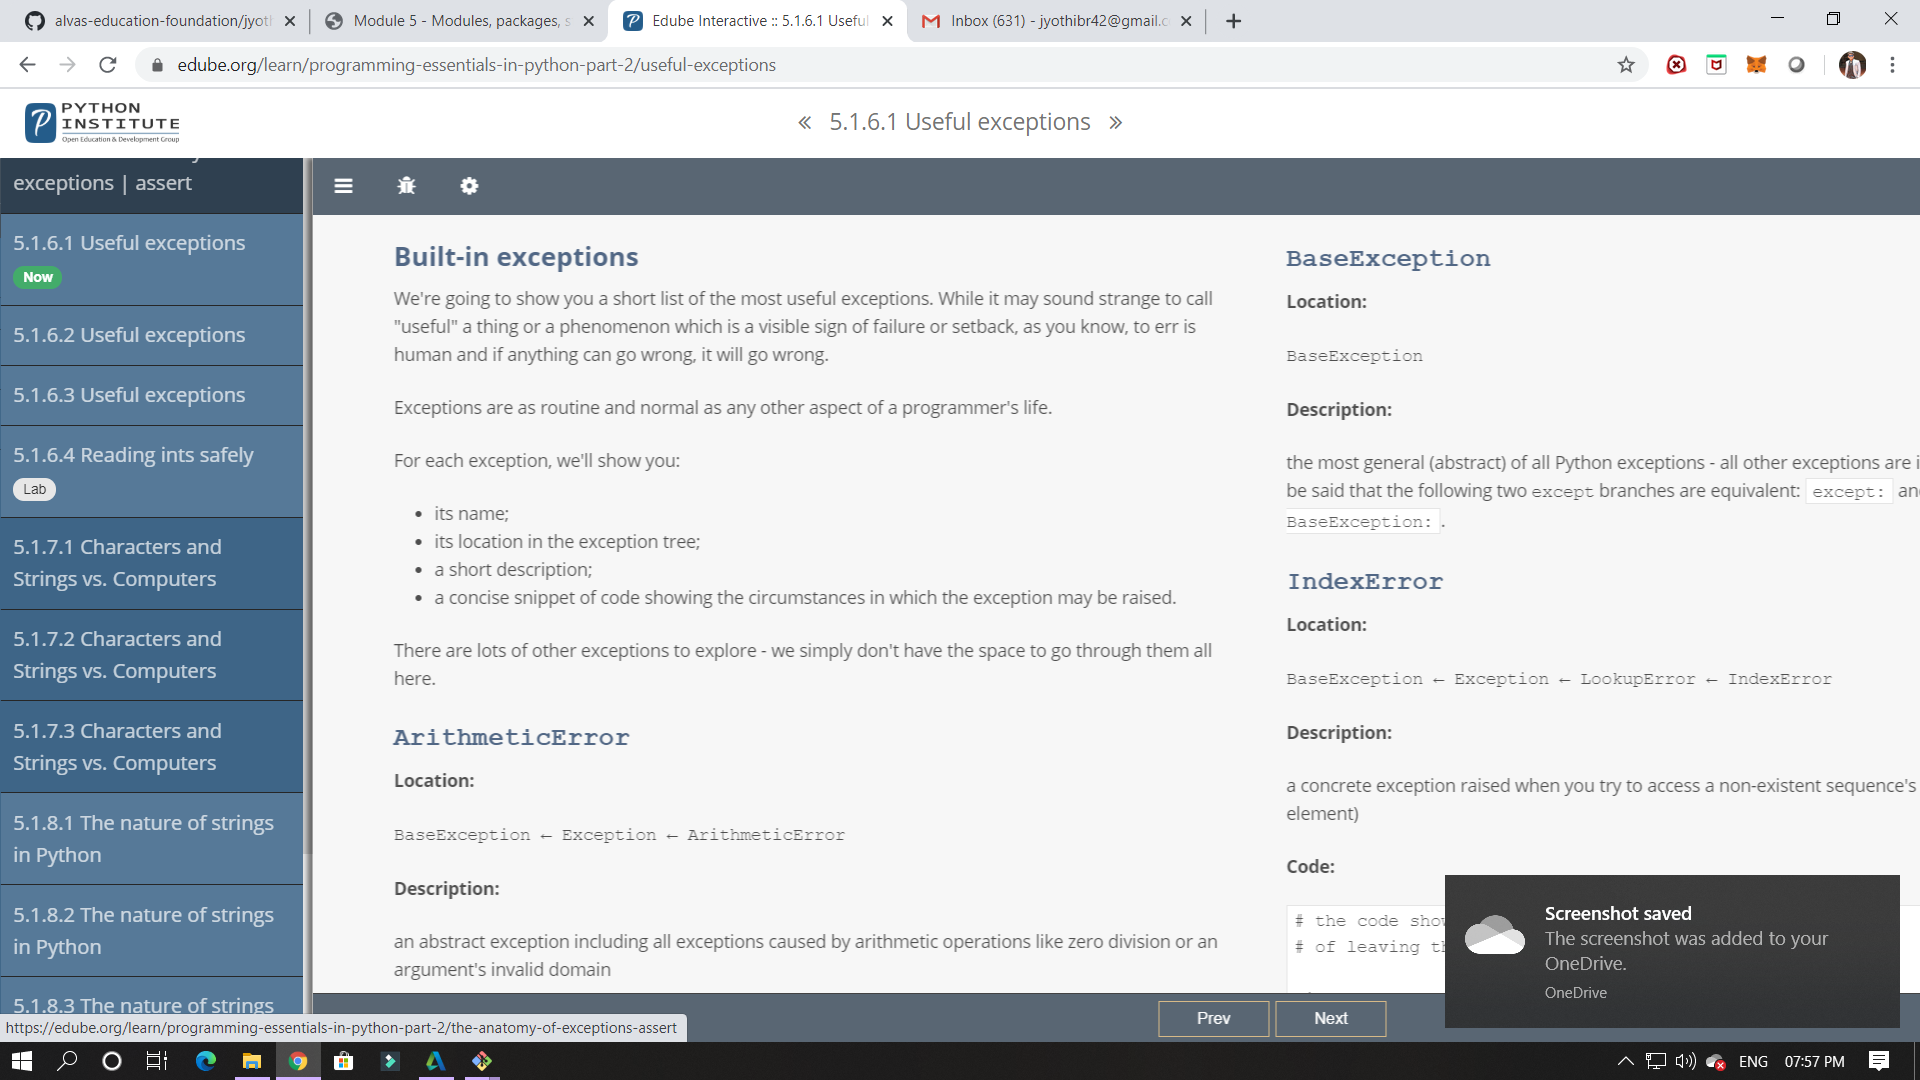 alvas-education-foundation/jyoth
Module 5 - Modules, packages, s
Edube Interactive :: 5.1.6.1 Useful
Inbox (631) - jyothibr42@gmail.c
edube.org/learn/programming-essentials-in-python-part-2/useful-exceptions
PYTHON
INSTITUTE
Open Education & Development Group
« 5.1.6.1 Useful exceptions »
exceptions | assert
5.1.6.1 Useful exceptions
Now
5.1.6.2 Useful exceptions
5.1.6.3 Useful exceptions
5.1.6.4 Reading ints safely
Lab
5.1.7.1 Characters and
Strings vs. Computers
5.1.7.2 Characters and
Strings vs. Computers
5.1.7.3 Characters and
Strings vs. Computers
5.1.8.1 The nature of strings
in Python
5.1.8.2 The nature of strings
in Python
5.1.8.3 The nature of strings
Built-in exceptions
We're going to show you a short list of the most useful exceptions. While it may sound strange to call
"useful" a thing or a phenomenon which is a visible sign of failure or setback, as you know, to err is
human and if anything can go wrong, it will go wrong.
Exceptions are as routine and normal as any other aspect of a programmer's life.
For each exception, we'll show you:
• its name;
• its location in the exception tree;
• a short description;
• a concise snippet of code showing the circumstances in which the exception may be raised.
There are lots of other exceptions to explore - we simply don't have the space to go through them all
here.
ArithmeticError
Location:
BaseException ← Exception ← ArithmeticError
Description:
an abstract exception including all exceptions caused by arithmetic operations like zero division or an
argument's invalid domain
BaseException
Location:
BaseException
Description:
the most general (abstract) of all Python exceptions - all other exceptions are i
be said that the following two except branches are equivalent: except: an
BaseException: .
IndexError
Location:
BaseException ← Exception ← LookupError ← IndexError
Description:
a concrete exception raised when you try to access a non-existent sequence's
element)
Code:
# the code sho
# of leaving t
Screenshot saved
The screenshot was added to your
OneDrive.
OneDrive
Prev
Next
https://edube.org/learn/programming-essentials-in-python-part-2/the-anatomy-of-exceptions-assert
ENG
07:57 PM